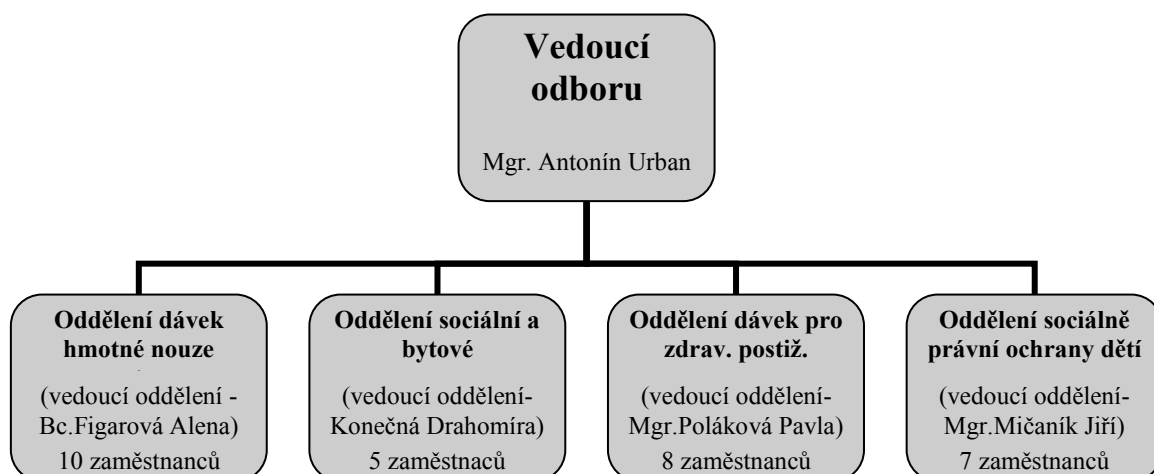 Vedoucí
odboru
Mgr. Antonín Urban
Oddělení dávek
hmotné nouze
(vedoucí oddělení -
Bc.Figarová Alena)
10 zaměstnanců
Oddělení sociální a
bytové
(vedoucí oddělení-
Konečná Drahomíra)
5 zaměstnaců
Oddělení dávek pro
zdrav. postiž.
(vedoucí oddělení-
Mgr.Poláková Pavla)
8 zaměstnanců
Oddělení sociálně
právní ochrany dětí
(vedoucí oddělení-
Mgr.Mičaník Jiří)
7 zaměstnanců